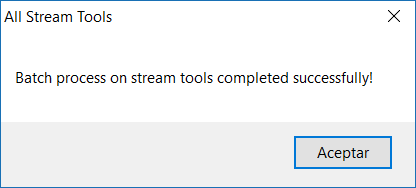 All Stream Tools
Batch process on stream tools completed successfully!
Aceptar